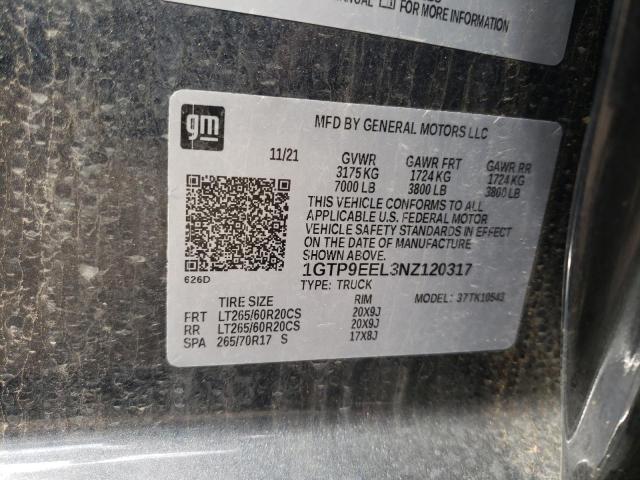 MANUAL FOR MORE INFORMATION
gm
MFD BY GENERAL MOTORS LLC
11/21 GVWR GAWR FRT GAWR RR
3175 KG 1724 KG 1724 KG
7000 LB 3800 LB 3800 LB
THIS VEHICLE CONFORMS TO ALL
APPLICABLE U.S. FEDERAL MOTOR
VEHICLE SAFETY STANDARDS IN EFFECT
ON THE DATE OF MANUFACTURE
SHOWN ABOVE.
626D
1GTP9EEL3NZ120317
TYPE: TRUCK MODEL: 37TK10543
TIRE SIZE RIM
FRT LT265/60R20CS 20X9J
RR LT265/60R20CS 20X9J
SPA 265/70R17 S 17X8J